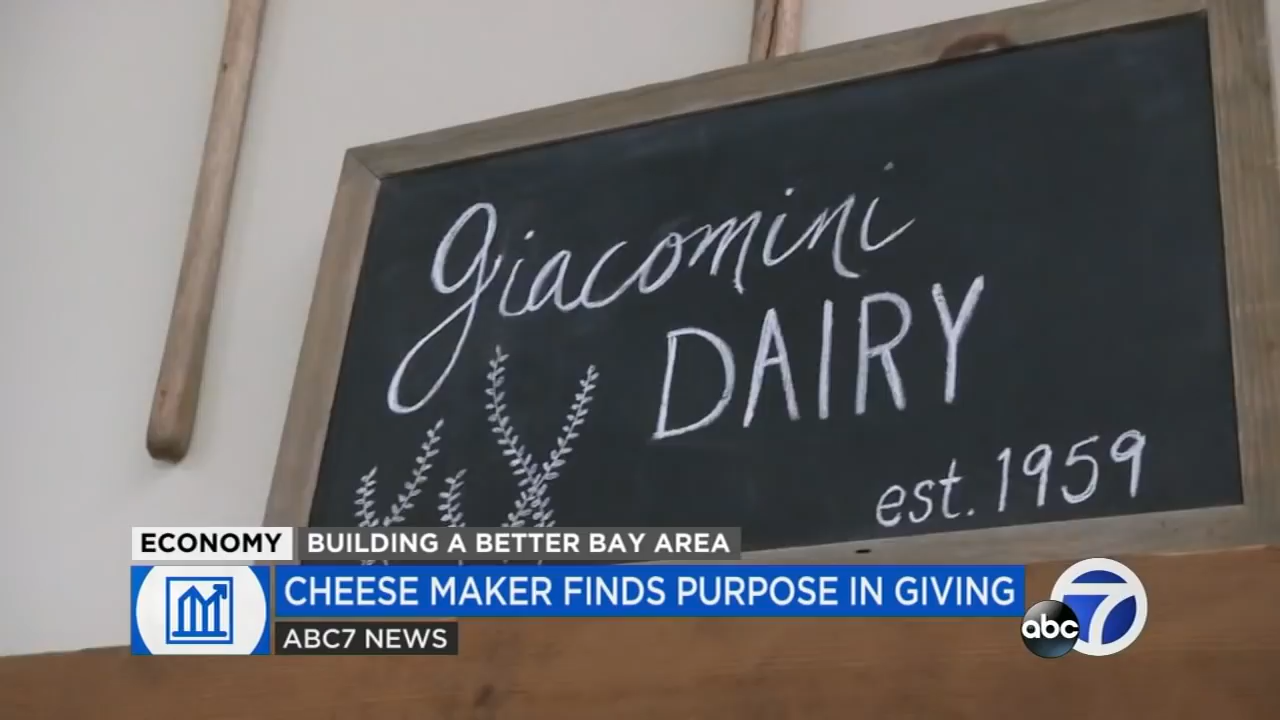 Giacomini
DAIRY
est. 1959
ECONOMY
BUILDING A BETTER BAY AREA
CHEESE MAKER FINDS PURPOSE IN GIVING
ABC7 NEWS
abc 7